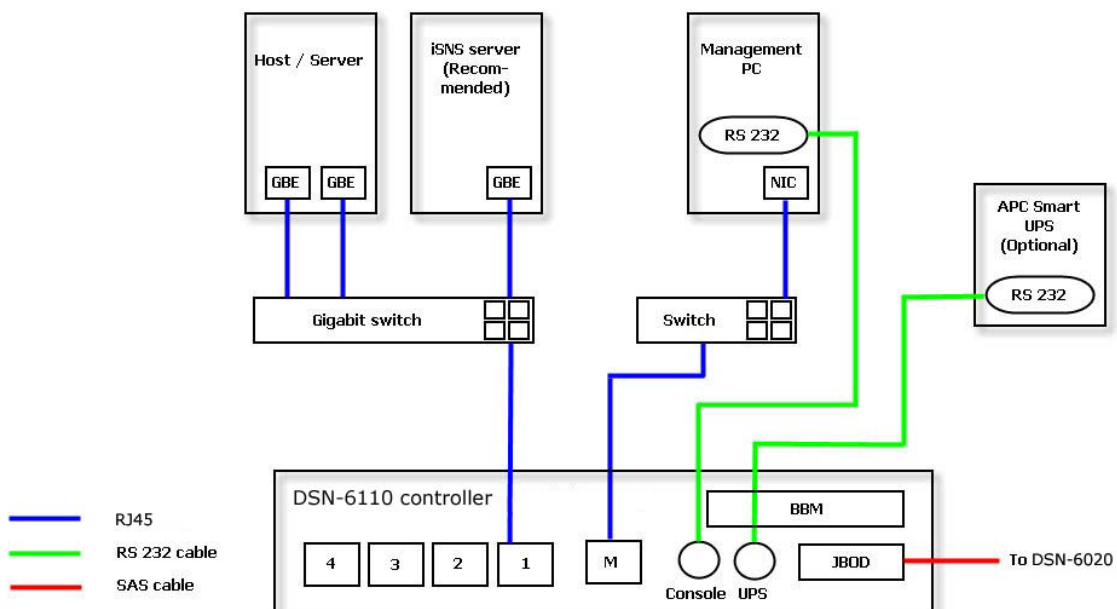 Host / Server
GBE
GBE
iSNS server
(Recom-
mended)
GBE
Management
PC
RS 232
NIC
APC Smart
UPS
(Optional)
RS 232
Gigabit switch
Switch
DSN-6110 controller
BBM
4
3
2
1
M
Console
UPS
JBOD
To DSN-6020
RJ45
RS 232 cable
SAS cable